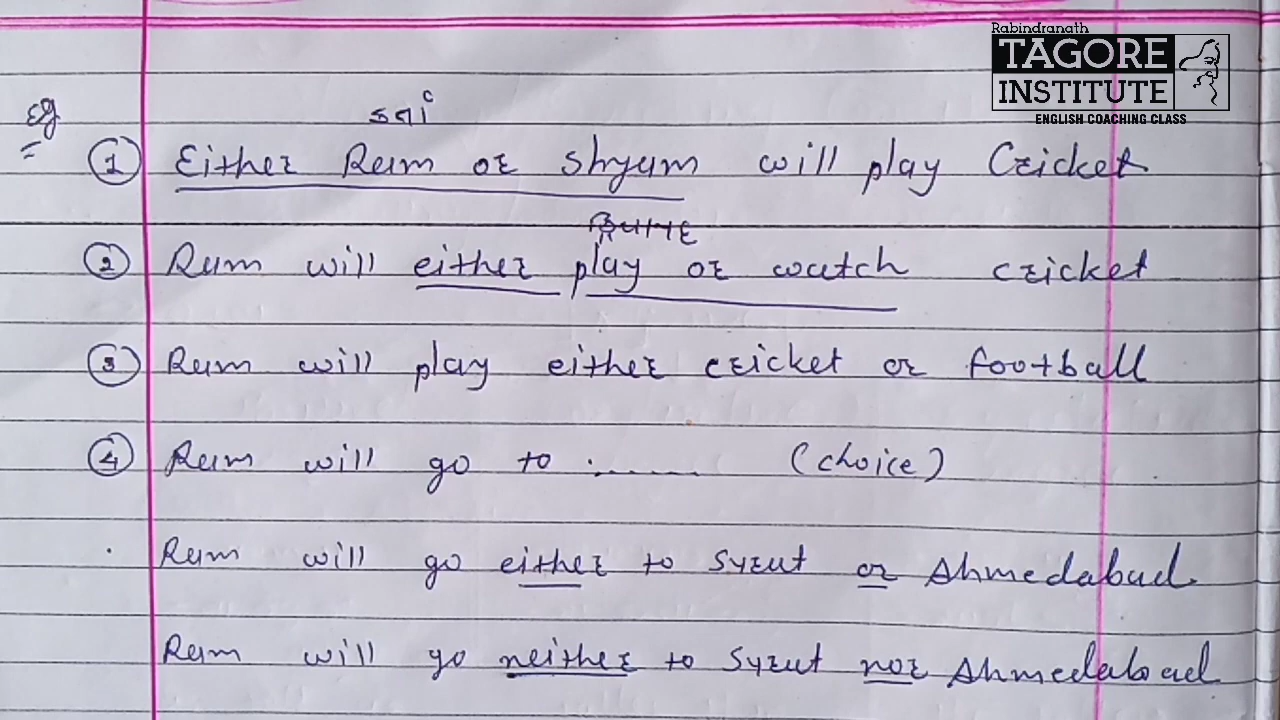 Rabindranath
TAGORE
INSTITUTE
ENGLISH COACHING CLASS
eg
કર્તા
① Either Ram or Shyam will play Cricket
② Ram will either play or watch cricket
③ Ram will play either cricket or football
④ Ram will go to ........ (choice)
Ram will go either to Surat or Ahmedabad.
Ram will go neither to Surat nor Ahmedabad.